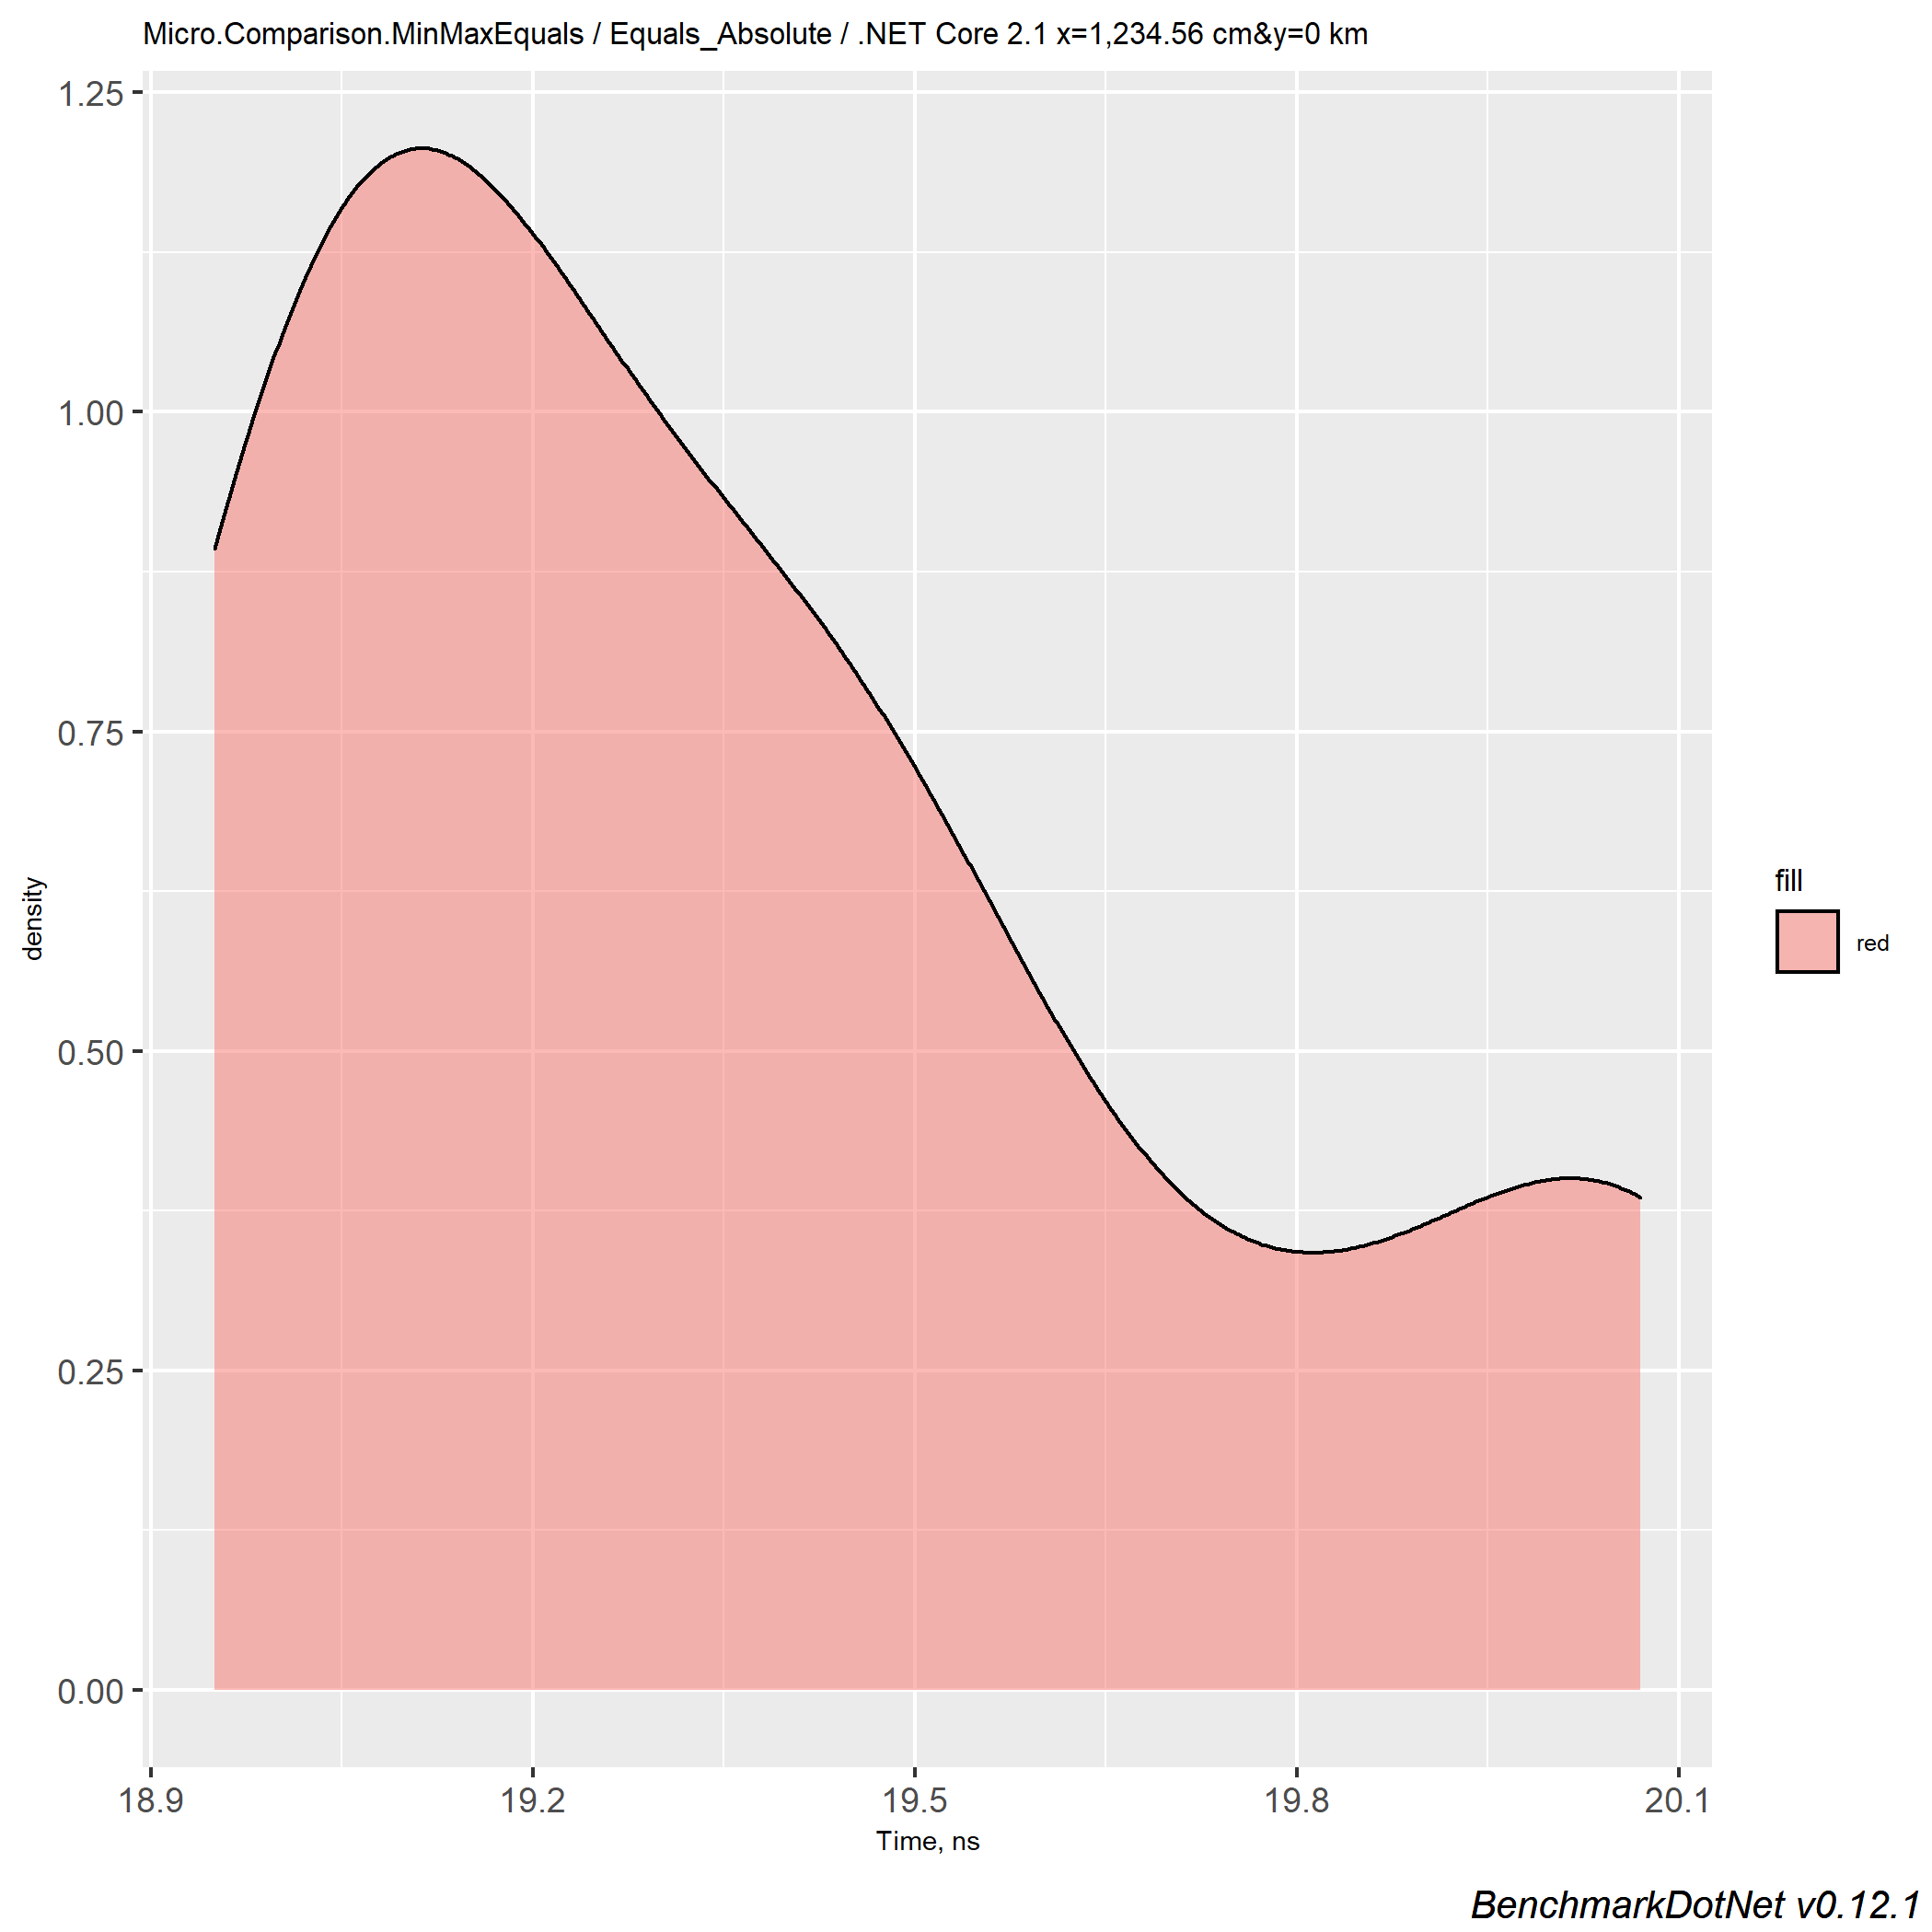 Micro.Comparison.MinMaxEquals / Equals_Absolute / .NET Core 2.1 x=1,234.56 cm&y=0 km
1.25
1.00
0.75
0.50
0.25
0.00
density
18.9 19.2 19.5 19.8 20.1
Time, ns
fill
red
BenchmarkDotNet v0.12.1